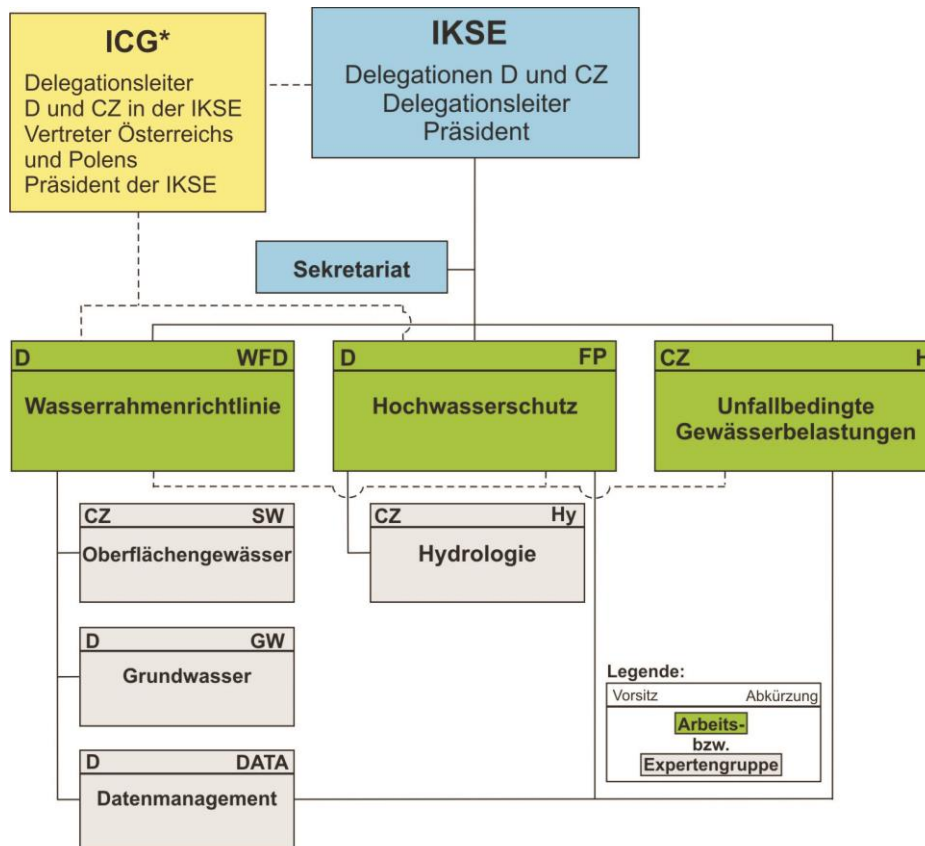 ICG*
Delegationsleiter
D und CZ in der IKSE
Vertreter Österreichs
und Polens
Präsident der IKSE
IKSE
Delegationen D und CZ
Delegationsleiter
Präsident
Sekretariat
D WFD
Wasserrahmenrichtlinie
D FP
Hochwasserschutz
CZ H
Unfallbedingte
Gewässerbelastungen
CZ SW
Oberflächengewässer
CZ Hy
Hydrologie
D GW
Grundwasser
D DATA
Datenmanagement
Legende:
Vorsitz Abkürzung
Arbeits-
bzw.
Expertengruppe